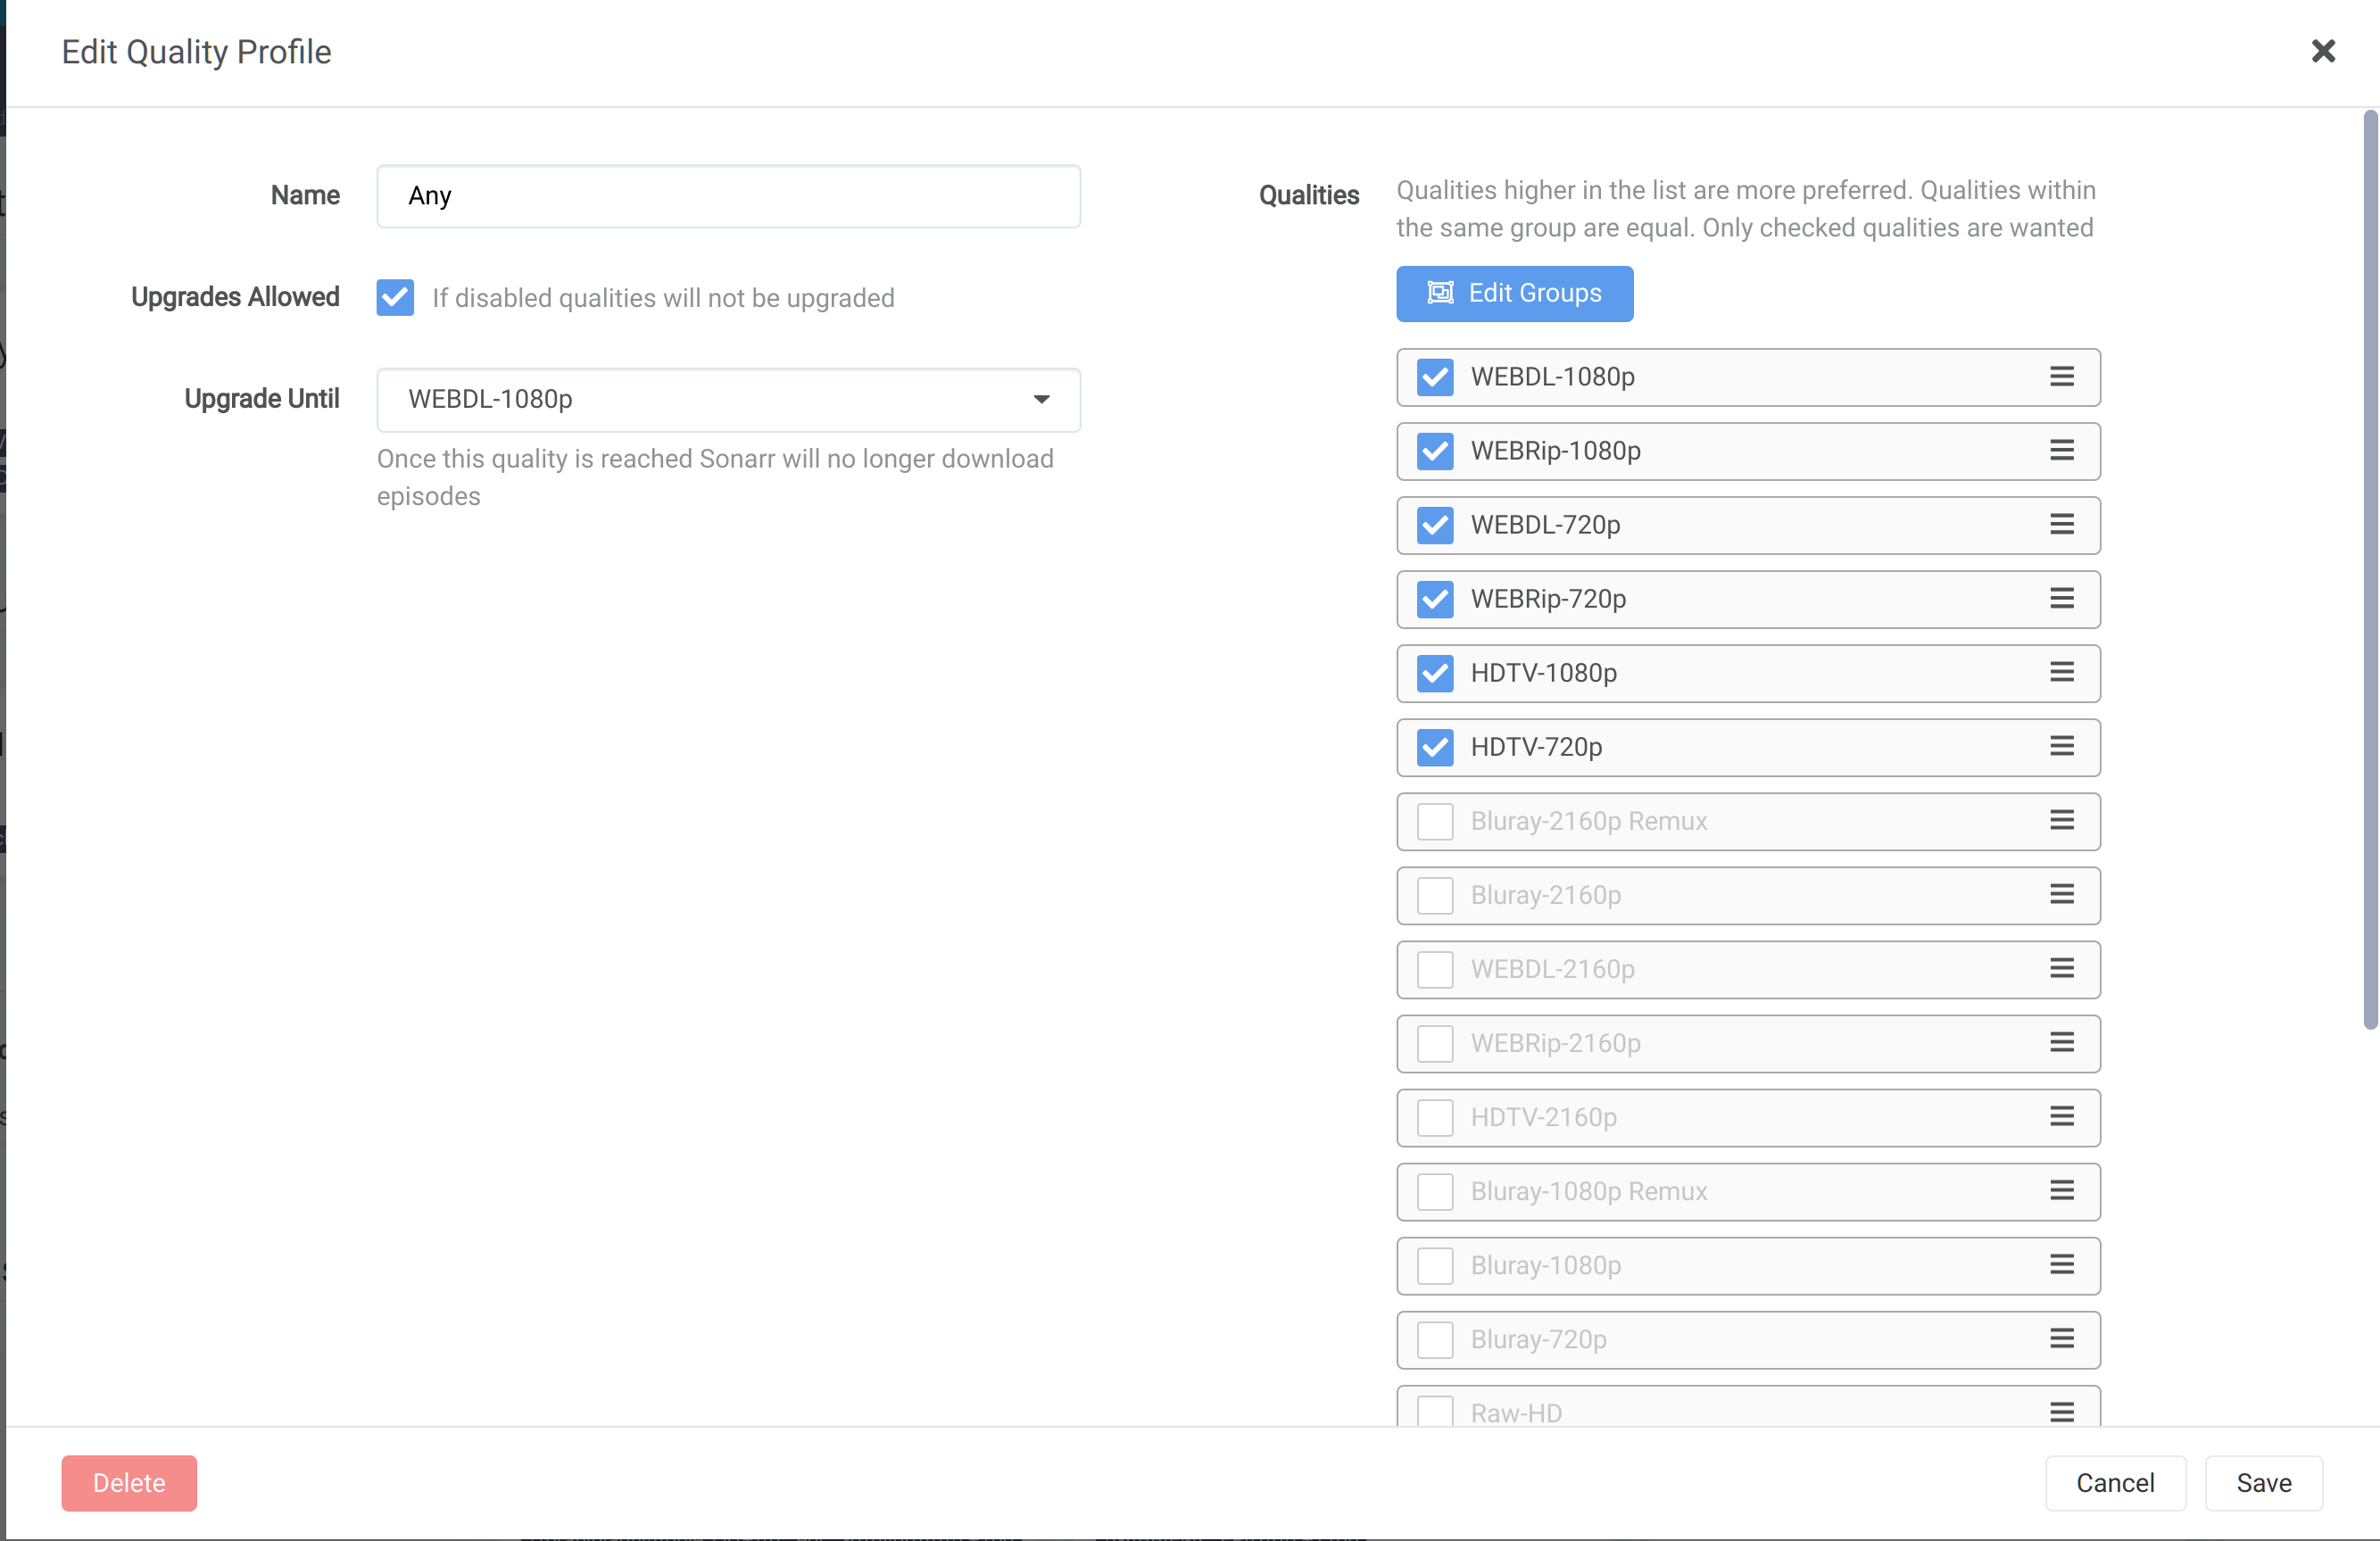 Edit Quality Profile
Name
Any
Upgrades Allowed
If disabled qualities will not be upgraded
Upgrade Until
WEBDL-1080p
Once this quality is reached Sonarr will no longer download
episodes
Qualities
Qualities higher in the list are more preferred. Qualities within
the same group are equal. Only checked qualities are wanted
Edit Groups
WEBDL-1080p
WEBRip-1080p
WEBDL-720p
WEBRip-720p
HDTV-1080p
HDTV-720p
Bluray-2160p Remux
Bluray-2160p
WEBDL-2160p
WEBRip-2160p
HDTV-2160p
Bluray-1080p Remux
Bluray-1080p
Bluray-720p
Raw-HD
Delete
Cancel
Save